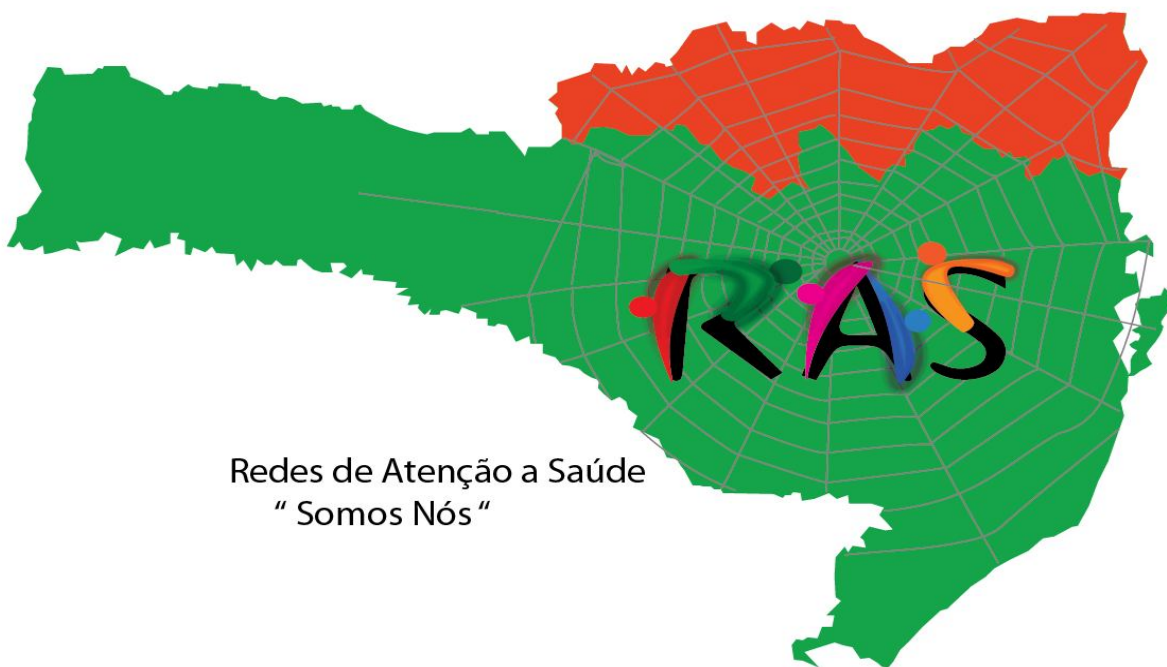 RAS
Redes de Atenção a Saúde
“ Somos Nós “